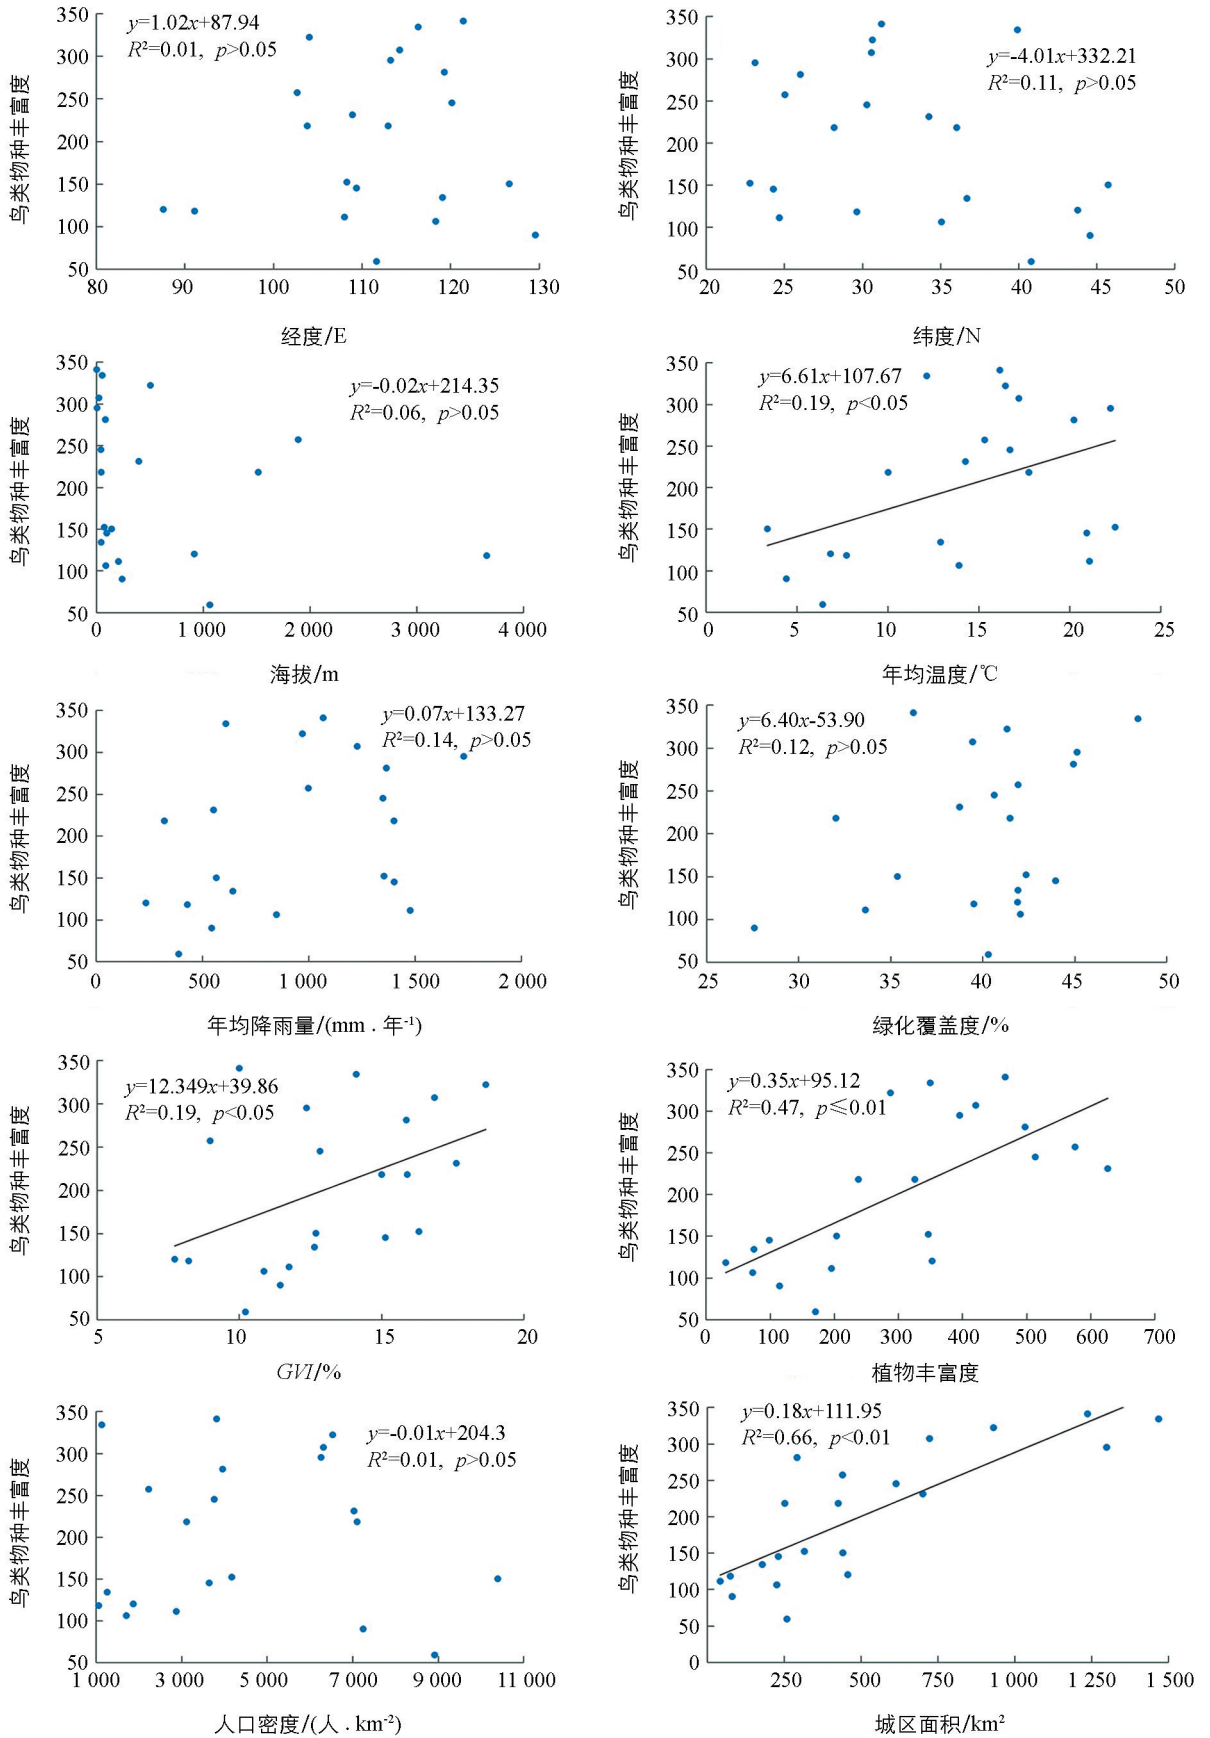 y=1.02x+87.94
R²=0.01, p>0.05
350
300
250
200
150
100
50
鸟类物种丰富度
80 90 100 110 120 130
经度/E
y=-4.01x+332.21
R²=0.11, p>0.05
350
300
250
200
150
100
50
鸟类物种丰富度
20 25 30 35 40 45 50
纬度/N
y=-0.02x+214.35
R²=0.06, p>0.05
350
300
250
200
150
100
50
鸟类物种丰富度
0 1 000 2 000 3 000 4 000
海拔/m
y=6.61x+107.67
R²=0.19, p<0.05
350
300
250
200
150
100
50
鸟类物种丰富度
0 5 10 15 20 25
年均温度/℃
y=0.07x+133.27
R²=0.14, p>0.05
350
300
250
200
150
100
50
鸟类物种丰富度
0 500 1 000 1 500 2 000
年均降雨量/(mm . 年⁻¹)
y=6.40x-53.90
R²=0.12, p>0.05
350
300
250
200
150
100
50
鸟类物种丰富度
25 30 35 40 45 50
绿化覆盖度/%
y=12.349x+39.86
R²=0.19, p<0.05
350
300
250
200
150
100
50
鸟类物种丰富度
5 10 15 20
GVI/%
y=0.35x+95.12
R²=0.47, p≤0.01
350
300
250
200
150
100
50
鸟类物种丰富度
0 100 200 300 400 500 600 700
植物丰富度
y=-0.01x+204.3
R²=0.01, p>0.05
350
300
250
200
150
100
50
鸟类物种丰富度
1 000 3 000 5 000 7 000 9 000 11 000
人口密度/(人 . km⁻²)
y=0.18x+111.95
R²=0.66, p<0.01
350
300
250
200
150
100
50
0
鸟类物种丰富度
250 500 750 1 000 1 250 1 500
城区面积/km²